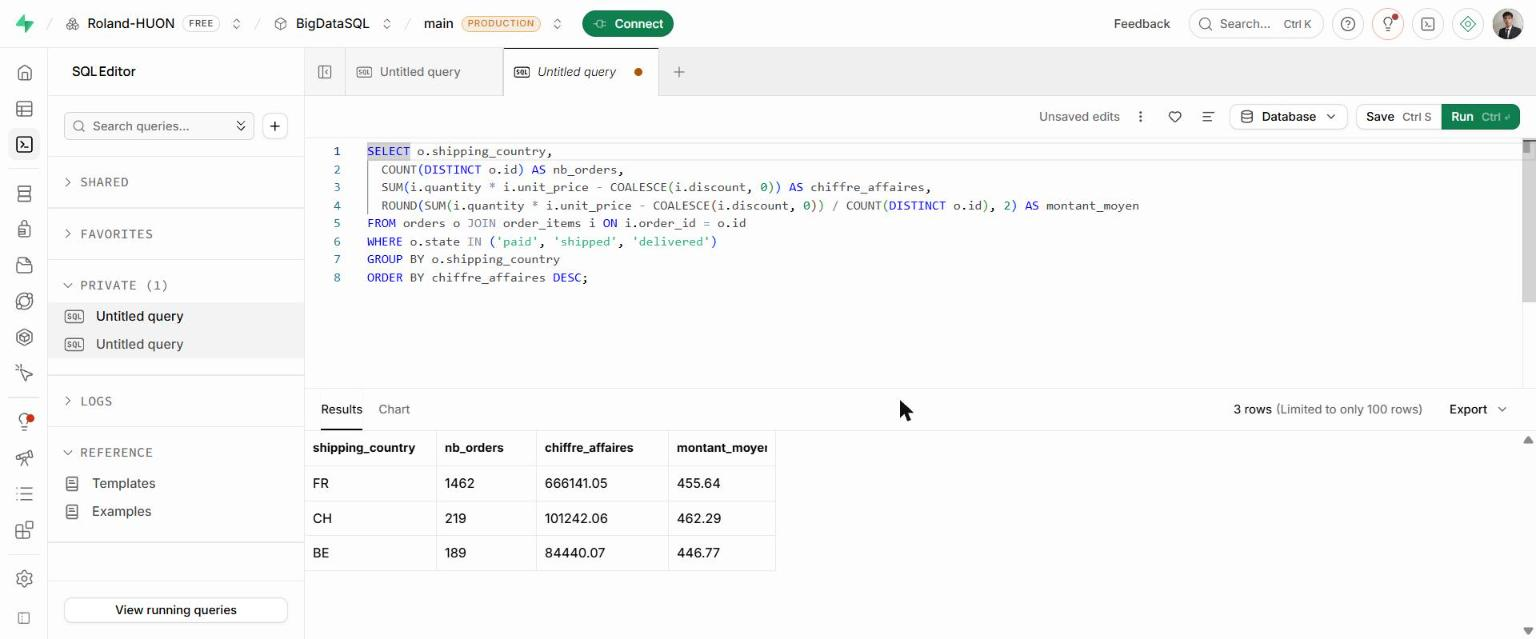 Roland-HUON FREE / BigDataSQL / main PRODUCTION Connect Feedback Search... Ctrl K
SQL Editor
Untitled query
Untitled query
Search queries...
Unsaved edits Database Save Ctrl S Run Ctrl ↵
SHARED
FAVORITES
PRIVATE (1)
Untitled query
Untitled query
LOGS
REFERENCE
Templates
Examples
View running queries
1 SELECT o.shipping_country,
2 COUNT(DISTINCT o.id) AS nb_orders,
3 SUM(i.quantity * i.unit_price - COALESCE(i.discount, 0)) AS chiffre_affaires,
4 ROUND(SUM(i.quantity * i.unit_price - COALESCE(i.discount, 0)) / COUNT(DISTINCT o.id), 2) AS montant_moyen
5 FROM orders o JOIN order_items i ON i.order_id = o.id
6 WHERE o.state IN ('paid', 'shipped', 'delivered')
7 GROUP BY o.shipping_country
8 ORDER BY chiffre_affaires DESC;
Results Chart 3 rows (Limited to only 100 rows) Export
shipping_country nb_orders chiffre_affaires montant_moyen
FR 1462 666141.05 455.64
CH 219 101242.06 462.29
BE 189 84440.07 446.77